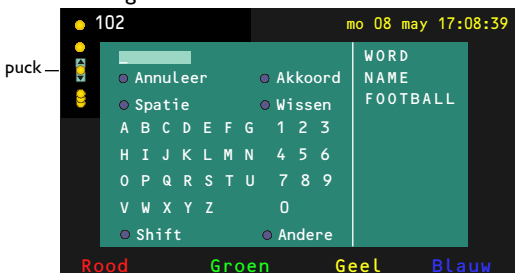 102
mo 08 may 17:08:39
puck
_
Annuleer Akkoord
Spatie Wissen
A B C D E F G 1 2 3
H I J K L M N 4 5 6
O P Q R S T U 7 8 9
V W X Y Z 0
Shift Andere
WORD
NAME
FOOTBALL
Rood Groen Geel Blauw